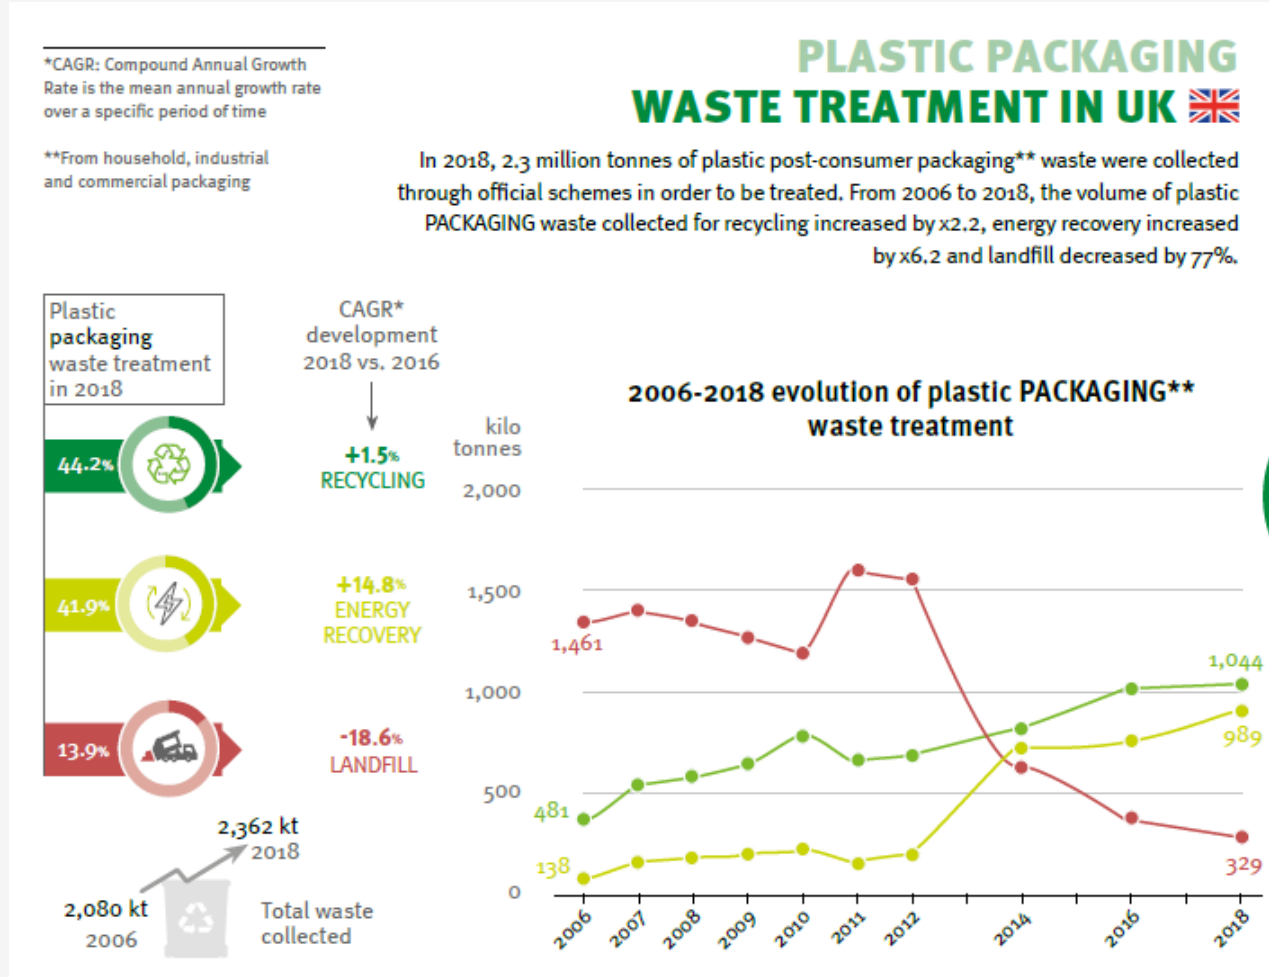 *CAGR: Compound Annual Growth
Rate is the mean annual growth rate
over a specific period of time
**From household, industrial
and commercial packaging
PLASTIC PACKAGING
WASTE TREATMENT IN UK
In 2018, 2.3 million tonnes of plastic post-consumer packaging** waste were collected
through official schemes in order to be treated. From 2006 to 2018, the volume of plastic
PACKAGING waste collected for recycling increased by x2.2, energy recovery increased
by x6.2 and landfill decreased by 77%.
Plastic
packaging
waste treatment
in 2018
CAGR*
development
2018 vs. 2016
44.2%
+1.5%
RECYCLING
41.9%
+14.8%
ENERGY
RECOVERY
13.9%
-18.6%
LANDFILL
2,362 kt
2018
2,080 kt
2006
Total waste
collected
2006-2018 evolution of plastic PACKAGING**
waste treatment
kilo
tonnes
2,000
1,500
1,000
500
0
1,461
481
138
1,044
989
329
2006
2007
2008
2009
2010
2011
2012
2014
2016
2018